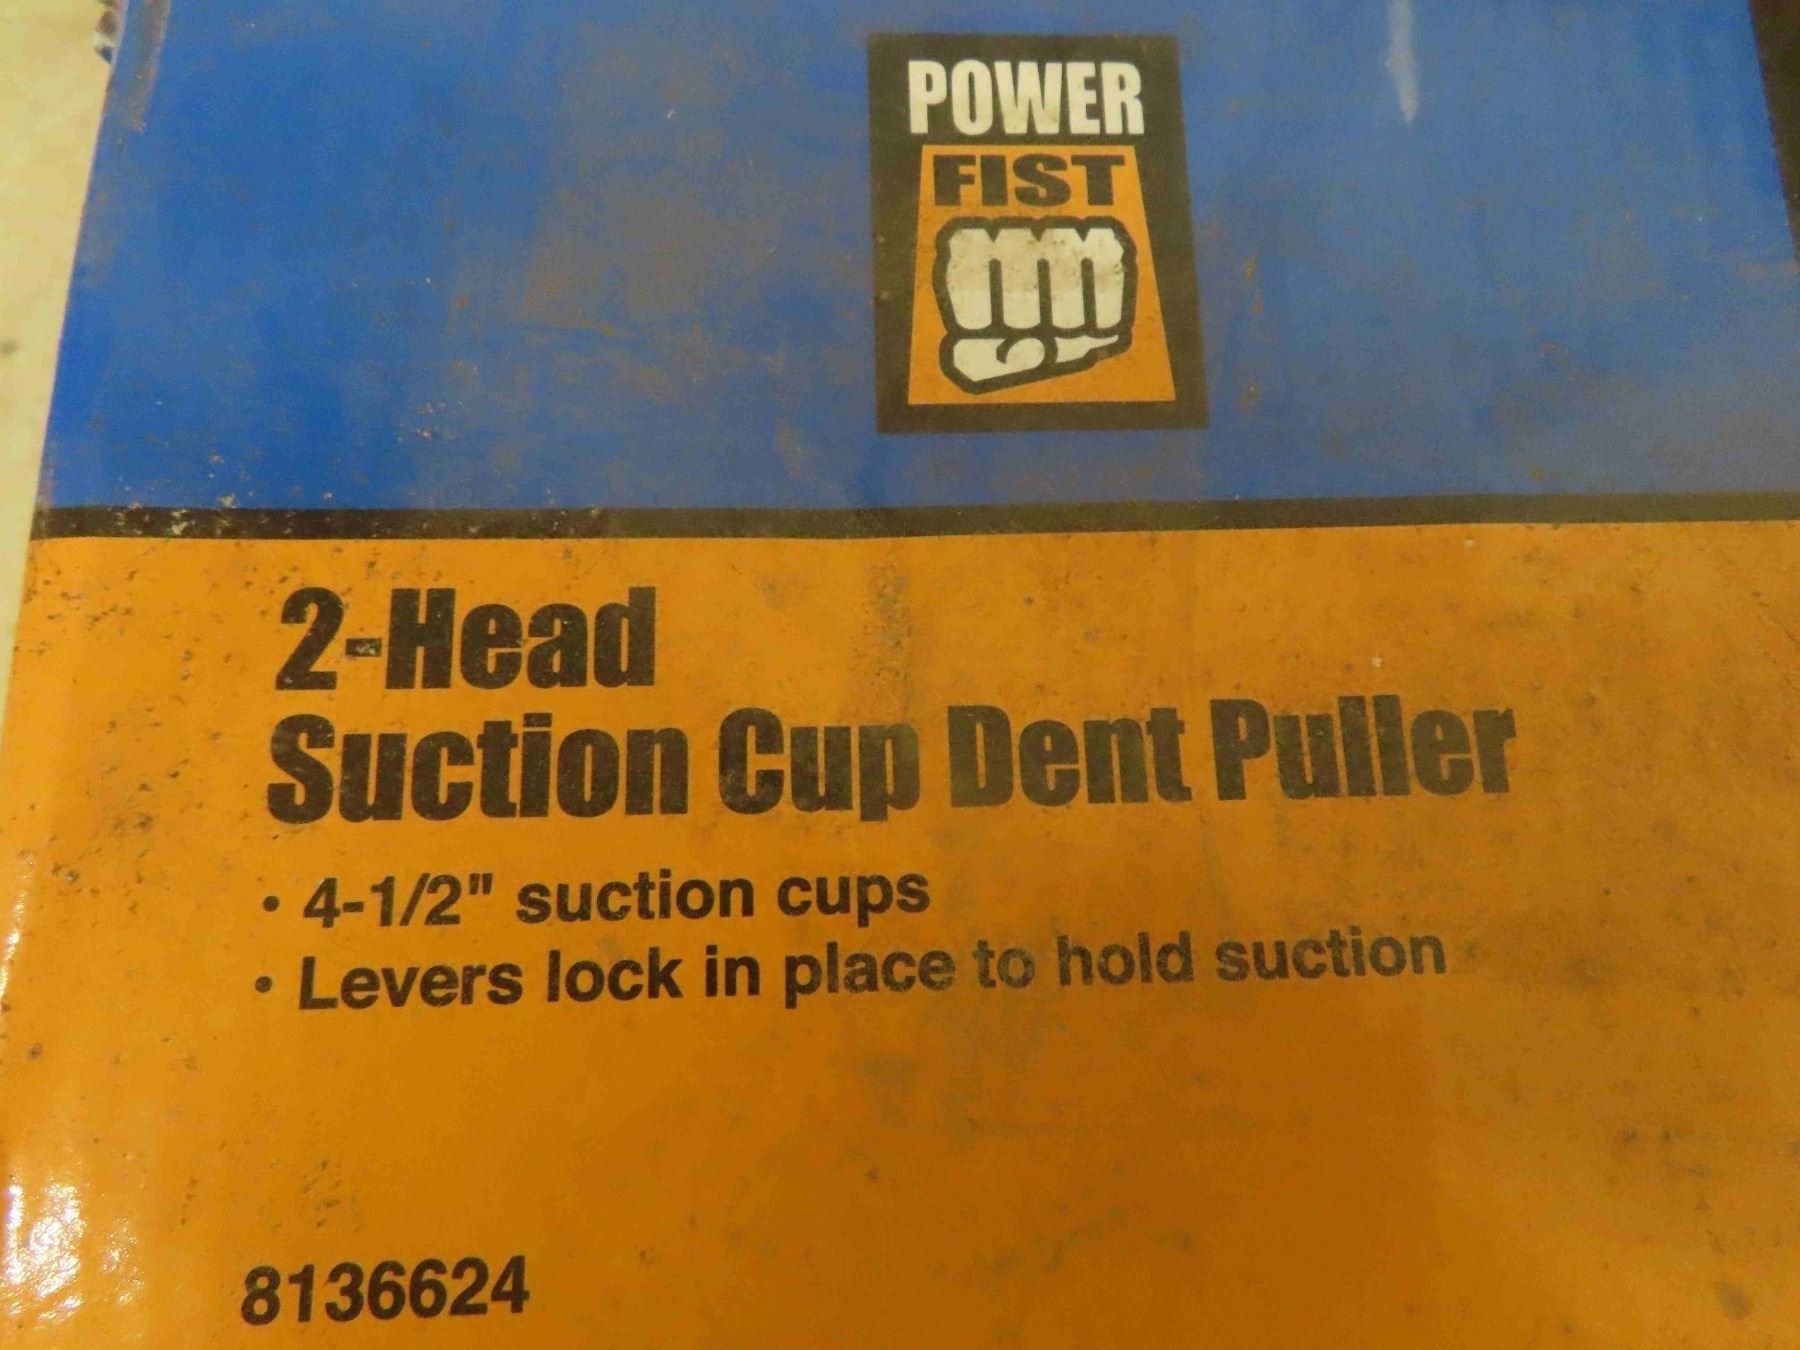 POWER
FIST
2-Head
Suction Cup Dent Puller
• 4-1/2" suction cups
• Levers lock in place to hold suction
8136624